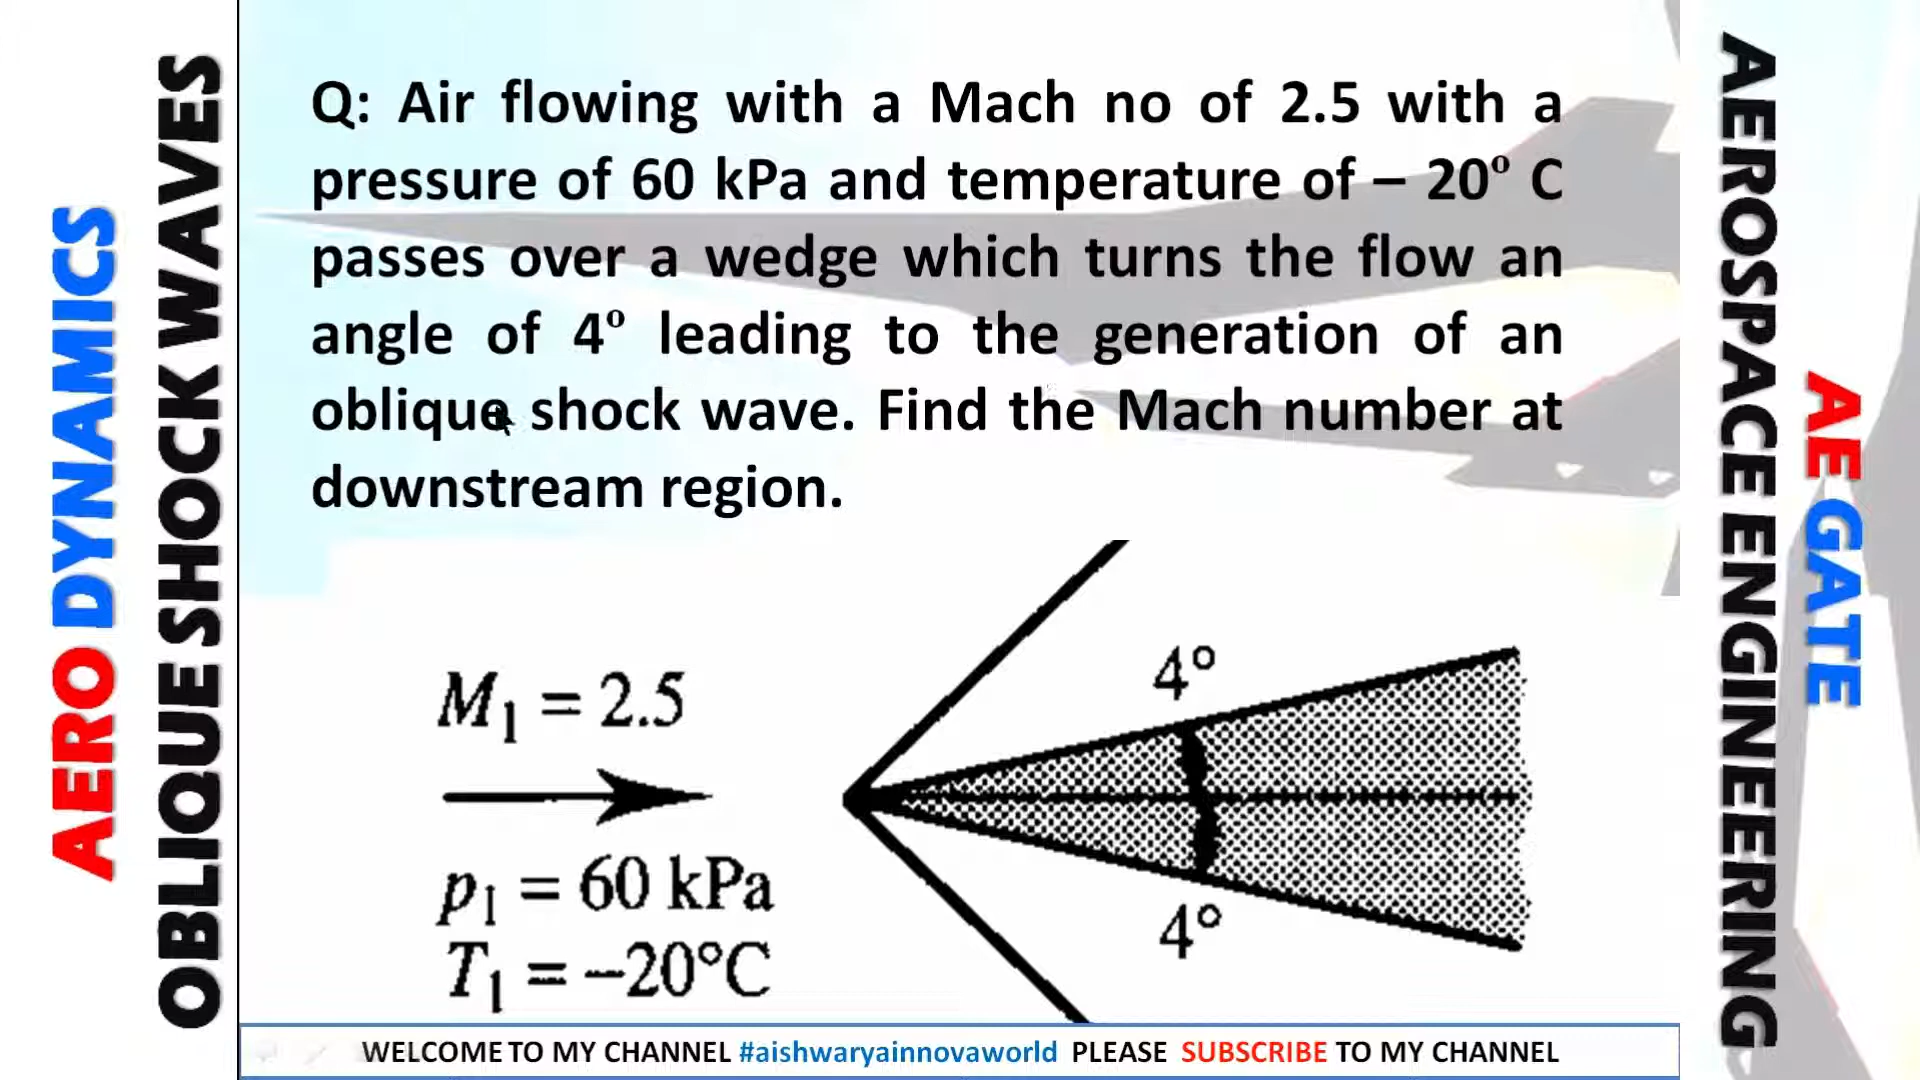 AERO DYNAMICS
OBLIQUE SHOCK WAVES
Q: Air flowing with a Mach no of 2.5 with a
pressure of 60 kPa and temperature of – 20º C
passes over a wedge which turns the flow an
angle of 4º leading to the generation of an
oblique shock wave. Find the Mach number at
downstream region.
M₁ = 2.5
p₁ = 60 kPa
T₁ = –20°C
4°
4°
WELCOME TO MY CHANNEL #aishwaryainnovaworld PLEASE SUBSCRIBE TO MY CHANNEL
AEROSPACE ENGINEERING
AE GATE